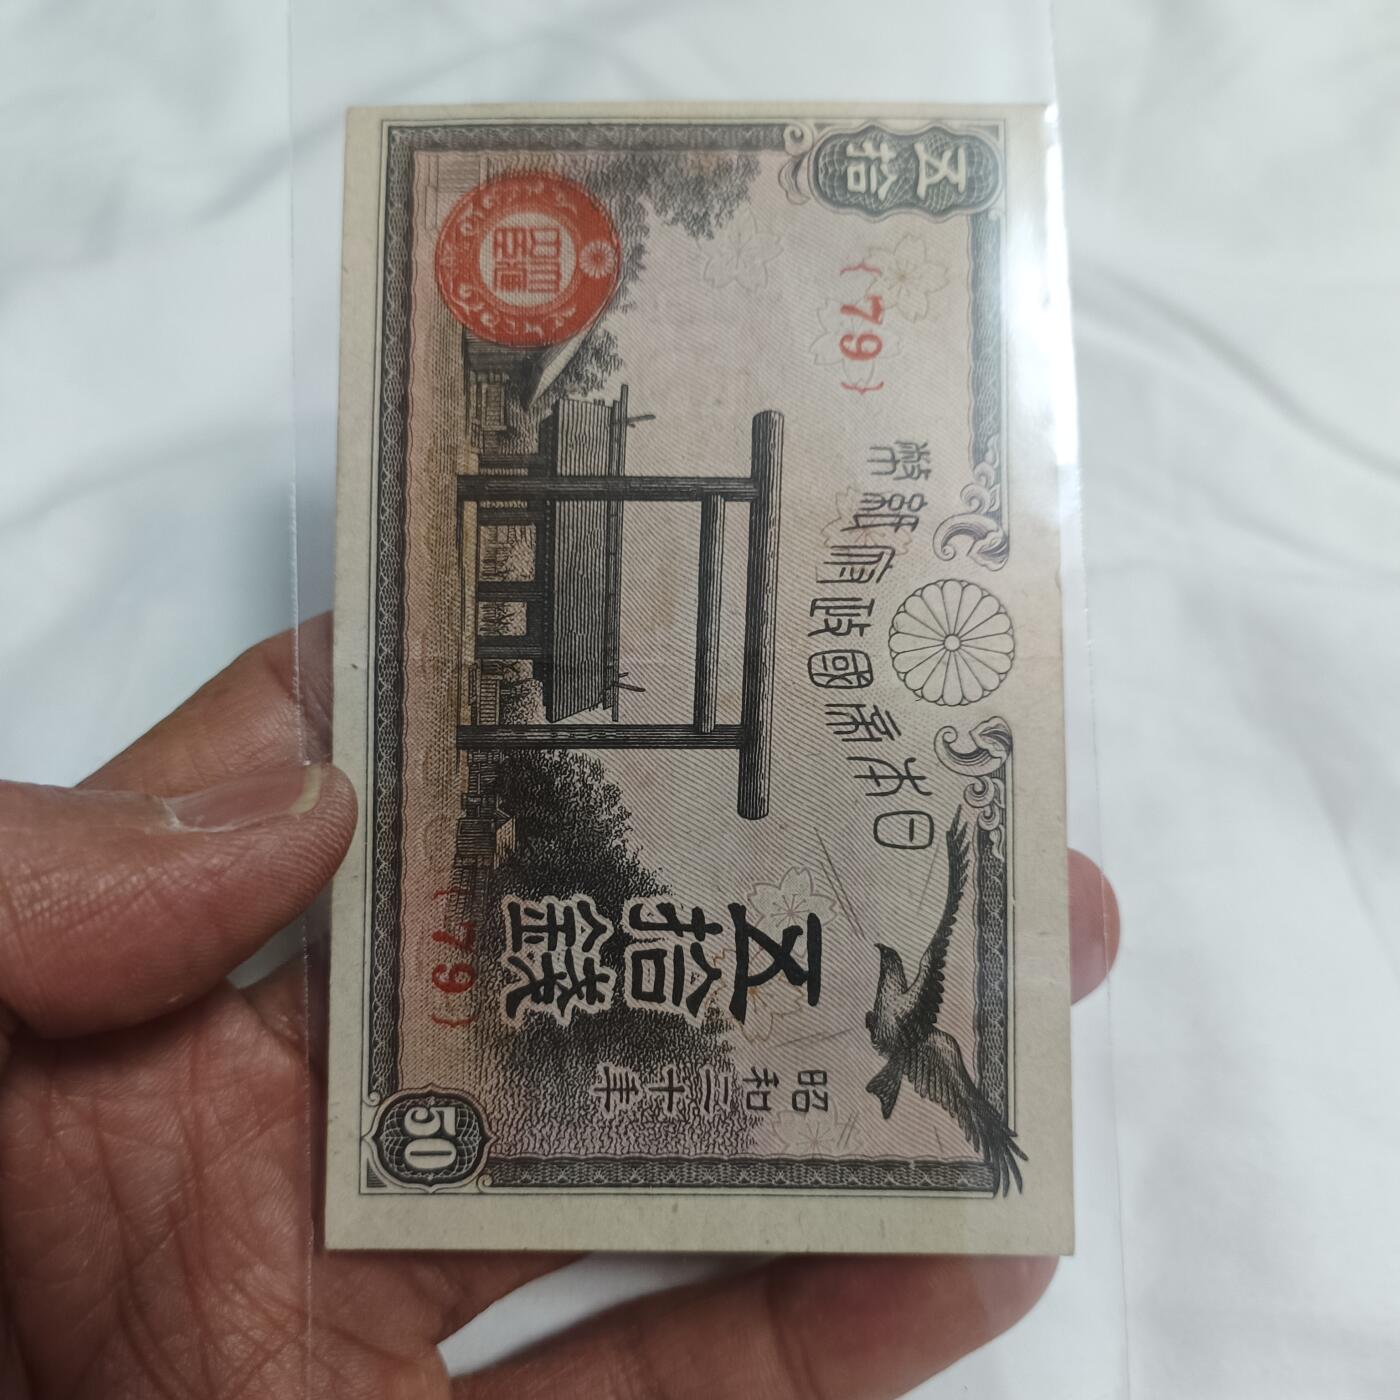 五拾
{79}
日本帝國政府紙幣
五拾錢
昭和二十年
{79}
50